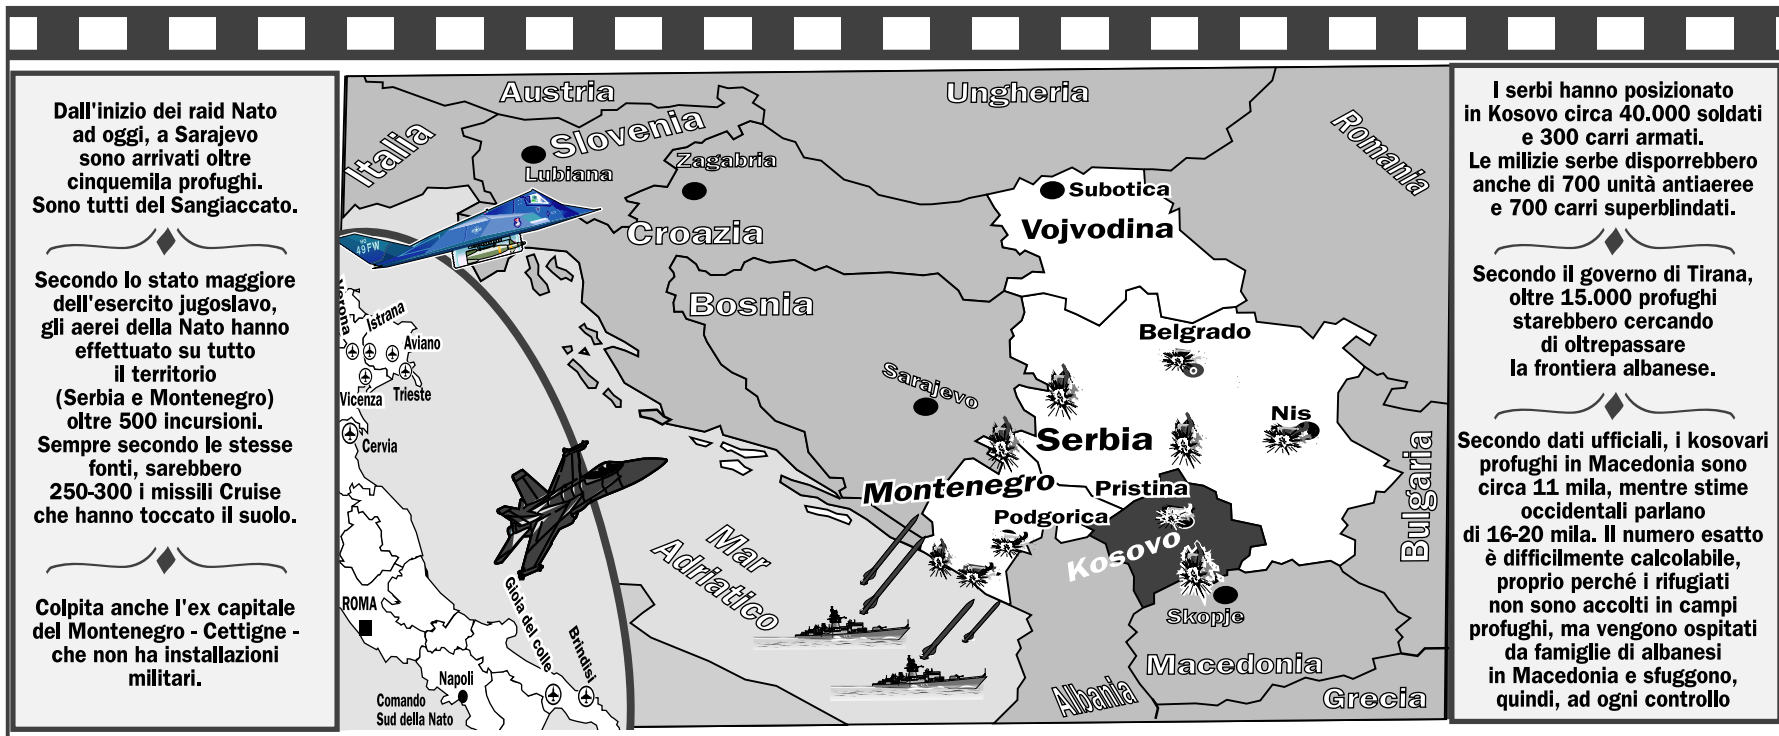 Dall'inizio dei raid Nato
ad oggi, a Sarajevo
sono arrivati oltre
cinquemila profughi.
Sono tutti del Sangiaccato.
Secondo lo stato maggiore
dell'esercito jugoslavo,
gli aerei della Nato hanno
effettuato su tutto
il territorio
(Serbia e Montenegro)
oltre 500 incursioni.
Sempre secondo le stesse
fonti, sarebbero
250-300 i missili Cruise
che hanno toccato il suolo.
Colpita anche l'ex capitale
del Montenegro - Cettigne -
che non ha installazioni
militari.
Austria
Ungheria
Italia
Slovenia
Lubiana
Zagabria
Romania
Subotica
Vojvodina
Croazia
49FW
Bosnia
Verona
Istrana
Aviano
Vicenza
Trieste
Cervia
Belgrado
Sarajevo
Nis
Serbia
Bulgaria
Montenegro
Pristina
Podgorica
Kosovo
Mar
Adriatico
ROMA
Gioia del colle
Brindisi
Skopje
Napoli
Comando
Sud della Nato
Macedonia
Albania
Grecia
I serbi hanno posizionato
in Kosovo circa 40.000 soldati
e 300 carri armati.
Le milizie serbe disporrebbero
anche di 700 unità antiaeree
e 700 carri superblindati.
Secondo il governo di Tirana,
oltre 15.000 profughi
starebbero cercando
di oltrepassare
la frontiera albanese.
Secondo dati ufficiali, i kosovari
profughi in Macedonia sono
circa 11 mila, mentre stime
occidentali parlano
di 16-20 mila. Il numero esatto
è difficilmente calcolabile,
proprio perché i rifugiati
non sono accolti in campi
profughi, ma vengono ospitati
da famiglie di albanesi
in Macedonia e sfuggono,
quindi, ad ogni controllo